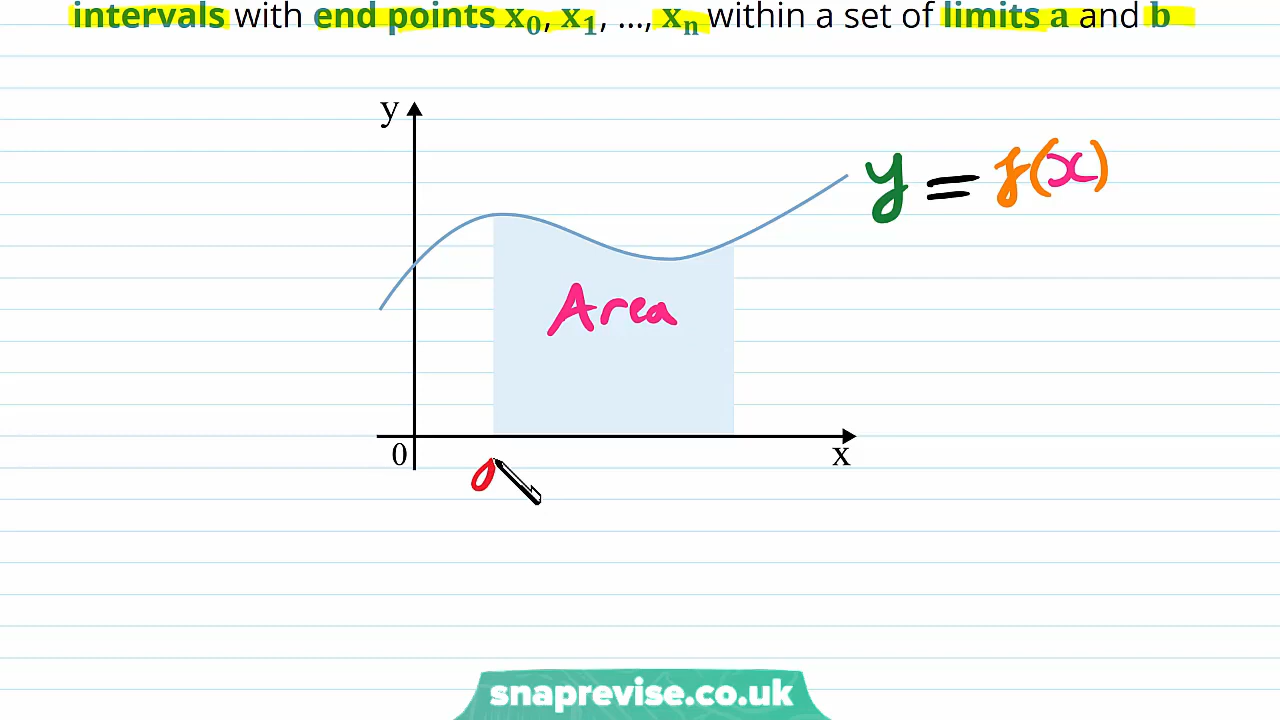 intervals with end points x₀, x₁, ..., xₙ within a set of limits a and b
y
y = f(x)
Area
0
x
a
snaprevise.co.uk